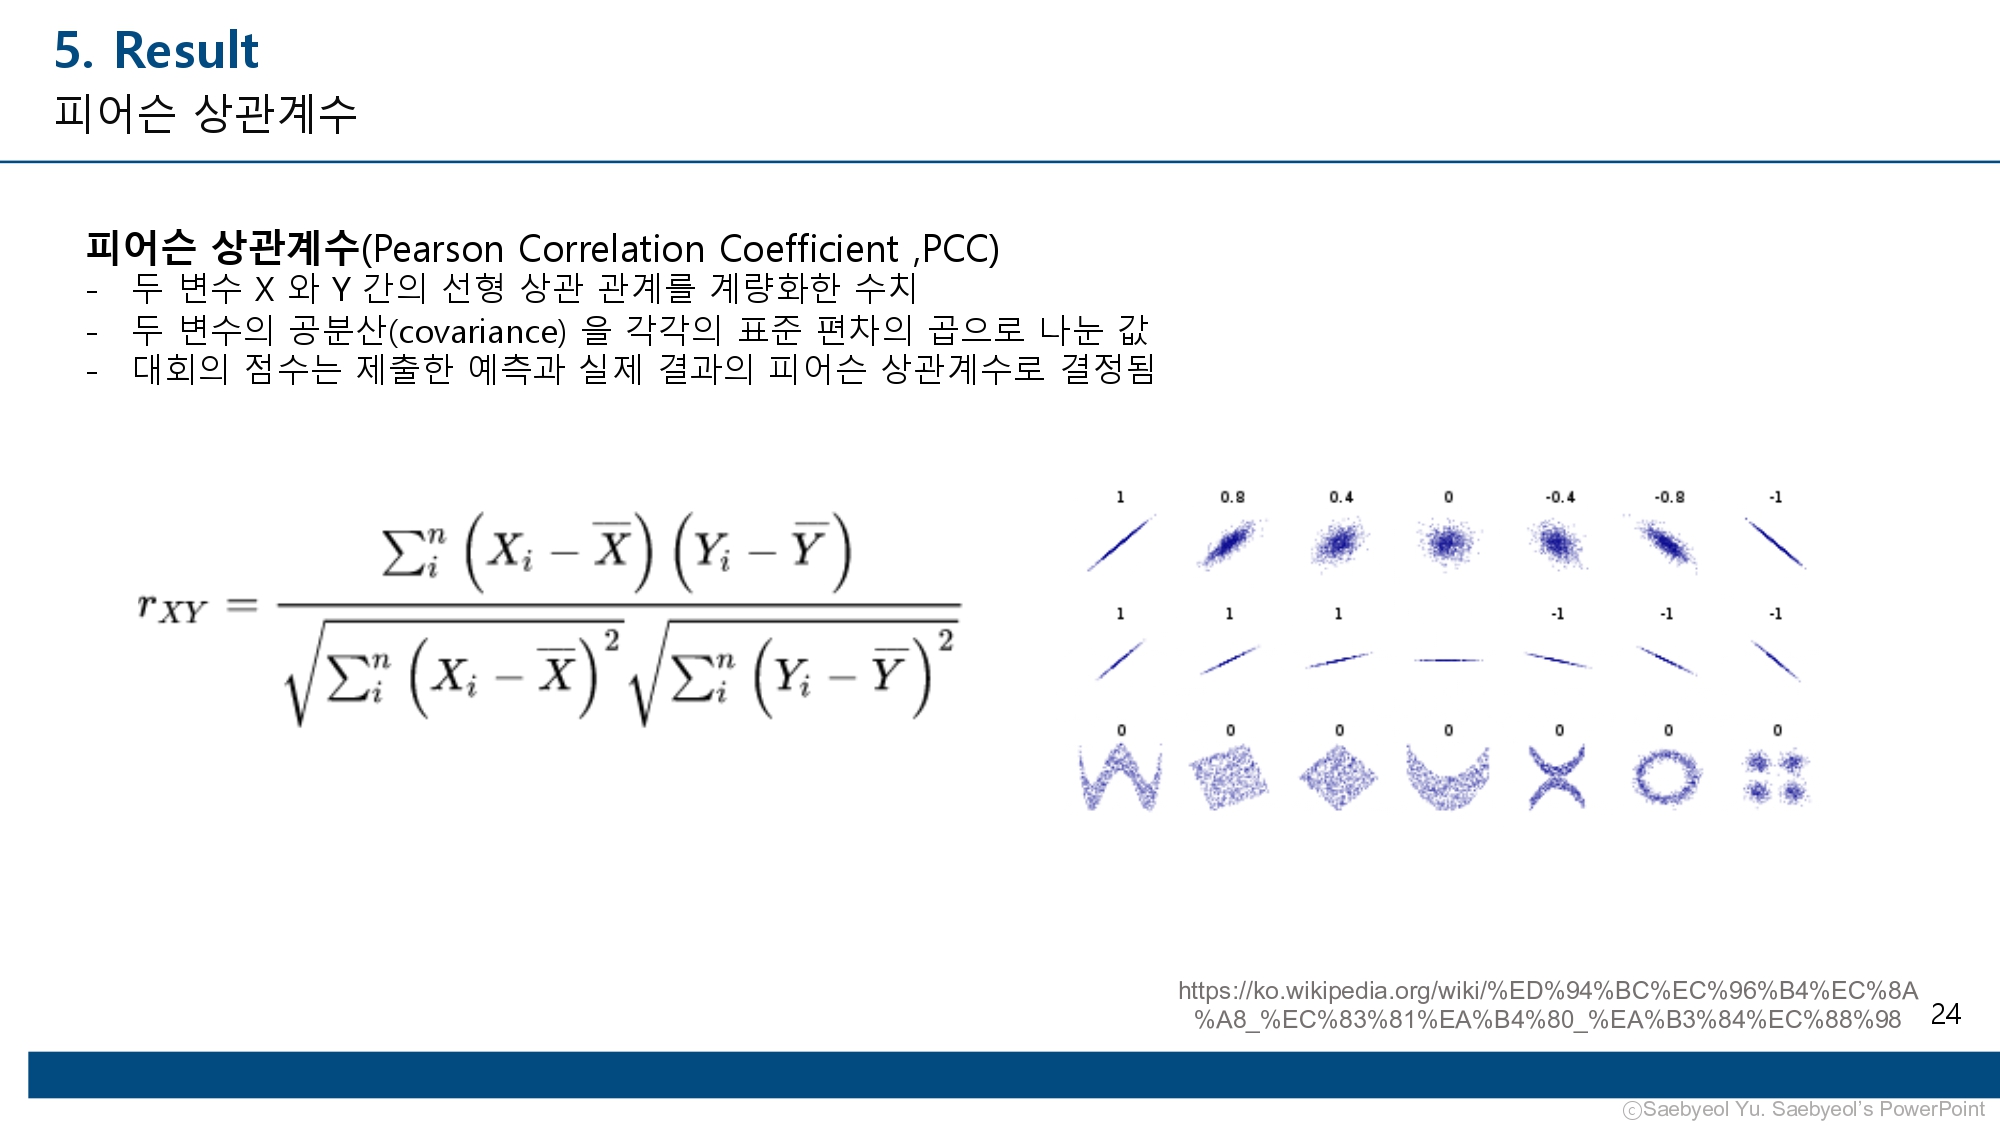 5. Result
피어슨 상관계수
피어슨 상관계수(Pearson Correlation Coefficient ,PCC)
- 두 변수 X 와 Y 간의 선형 상관 관계를 계량화한 수치
- 두 변수의 공분산(covariance) 을 각각의 표준 편차의 곱으로 나눈 값
- 대회의 점수는 제출한 예측과 실제 결과의 피어슨 상관계수로 결정됨
r_{XY} = \frac{\sum_i^n (X_i - \overline{X}) (Y_i - \overline{Y})}{\sqrt{\sum_i^n (X_i - \overline{X})^2} \sqrt{\sum_i^n (Y_i - \overline{Y})^2}}
1 0.8 0.4 0 -0.4 -0.8 -1
1 1 1 -1 -1 -1
0 0 0 0 0 0 0
https://ko.wikipedia.org/wiki/%ED%94%BC%EC%96%B4%EC%8A
%A8_%EC%83%81%EA%B4%80_%EA%B3%84%EC%88%98
24
ⓒSaebyeol Yu. Saebyeol’s PowerPoint